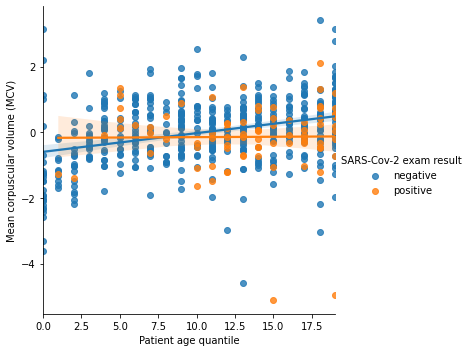 Mean corpuscular volume (MCV)
2
0
−2
−4
0.0 2.5 5.0 7.5 10.0 12.5 15.0 17.5
Patient age quantile
SARS-Cov-2 exam result
negative
positive